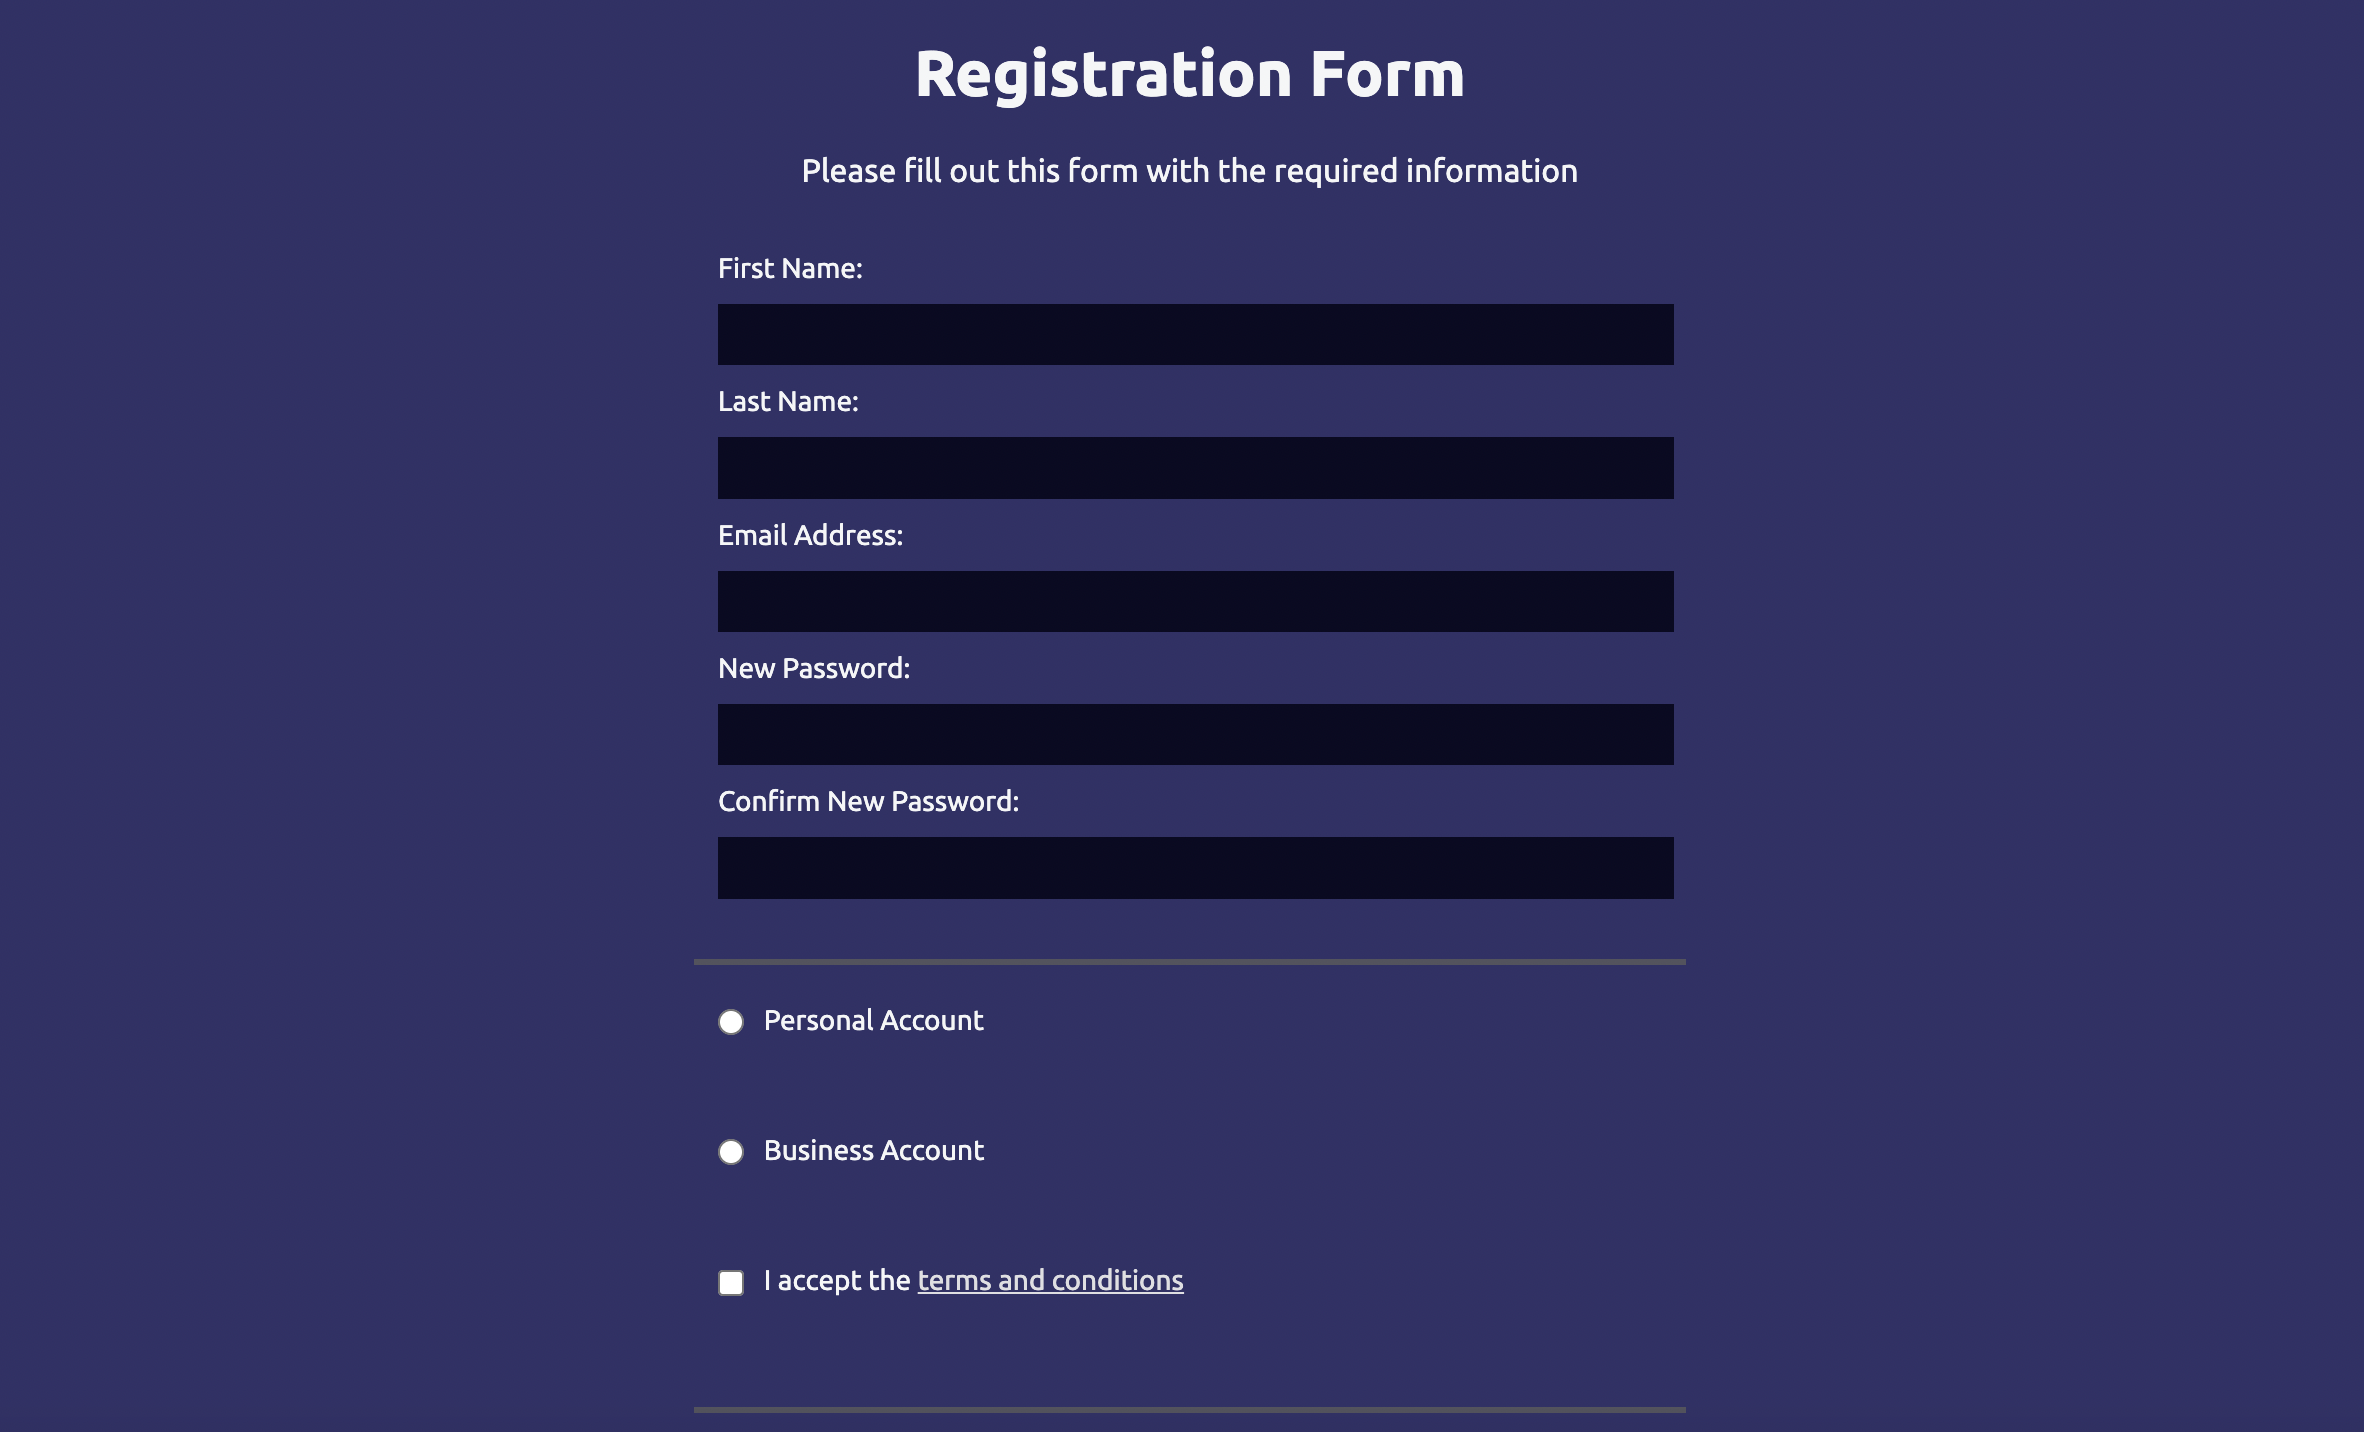 Registration Form
Please fill out this form with the required information
First Name:
Last Name:
Email Address:
New Password:
Confirm New Password:
Personal Account
Business Account
I accept the terms and conditions